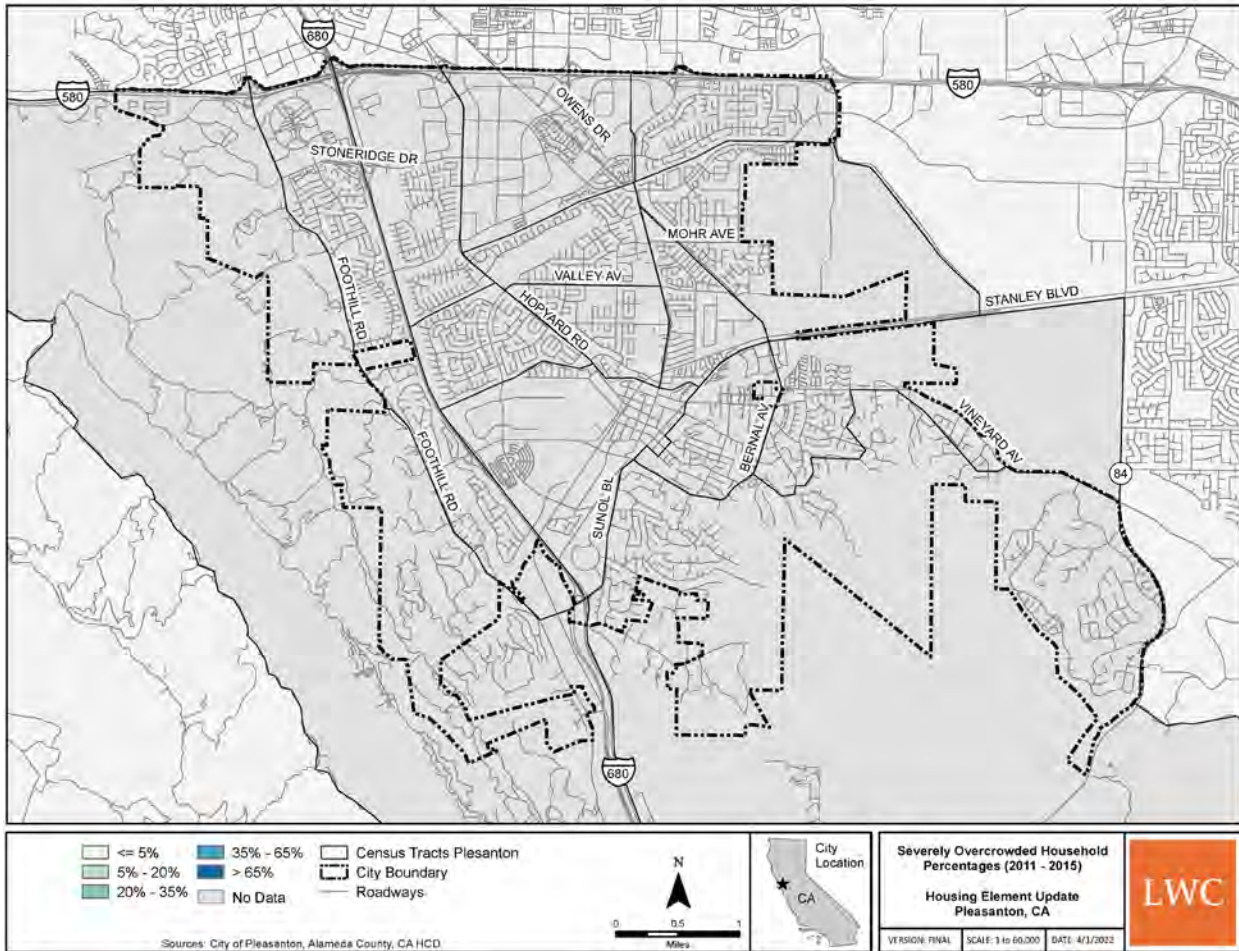 680
580
580
OWENS DR
STONERIDGE DR
MOHR AVE
VALLEY AV
FOOTHILL RD
HOPYARD RD
STANLEY BLVD
BERNAL AV
VINEYARD AV
FOOTHILL RD
SUNOL BL
84
680
<= 5%
5% - 20%
20% - 35%
35% - 65%
> 65%
No Data
Census Tracts Plesanton
City Boundary
Roadways
N
0 0.5 1
Miles
Sources: City of Pleasanton, Alameda County, CA HCD
City
Location
CA
Severely Overcrowded Household
Percentages (2011 - 2015)
Housing Element Update
Pleasanton, CA
VERSION: FINAL
SCALE: 1 to 60,000
DATE: 4/1/2022
LWC